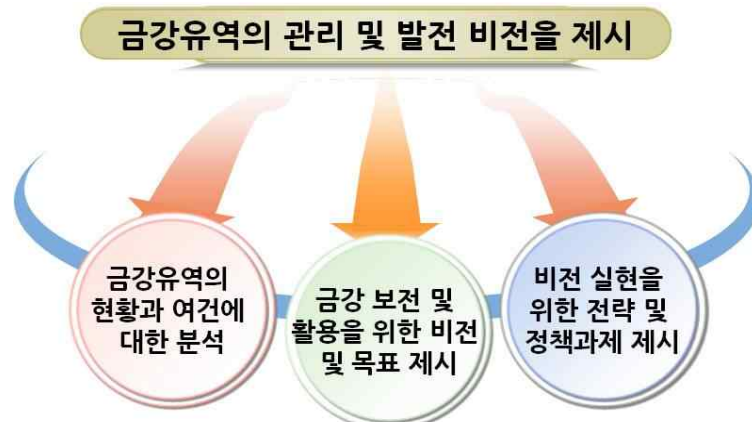 금강유역의 관리 및 발전 비전을 제시
금강유역의
현황과 여건에
대한 분석
금강 보전 및
활용을 위한 비전
및 목표 제시
비전 실현을
위한 전략 및
정책과제 제시